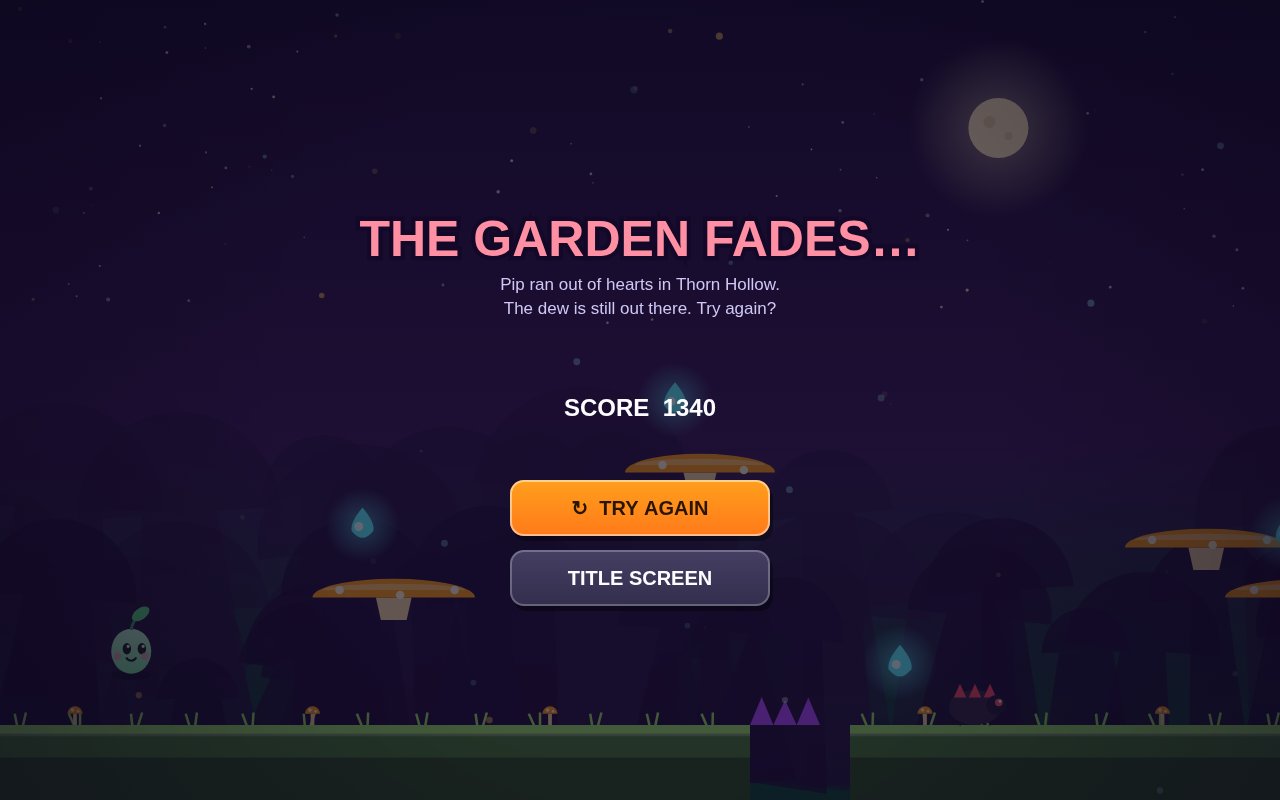 THE GARDEN FADES...
Pip ran out of hearts in Thorn Hollow.
The dew is still out there. Try again?
SCORE 1340
↻ TRY AGAIN
TITLE SCREEN